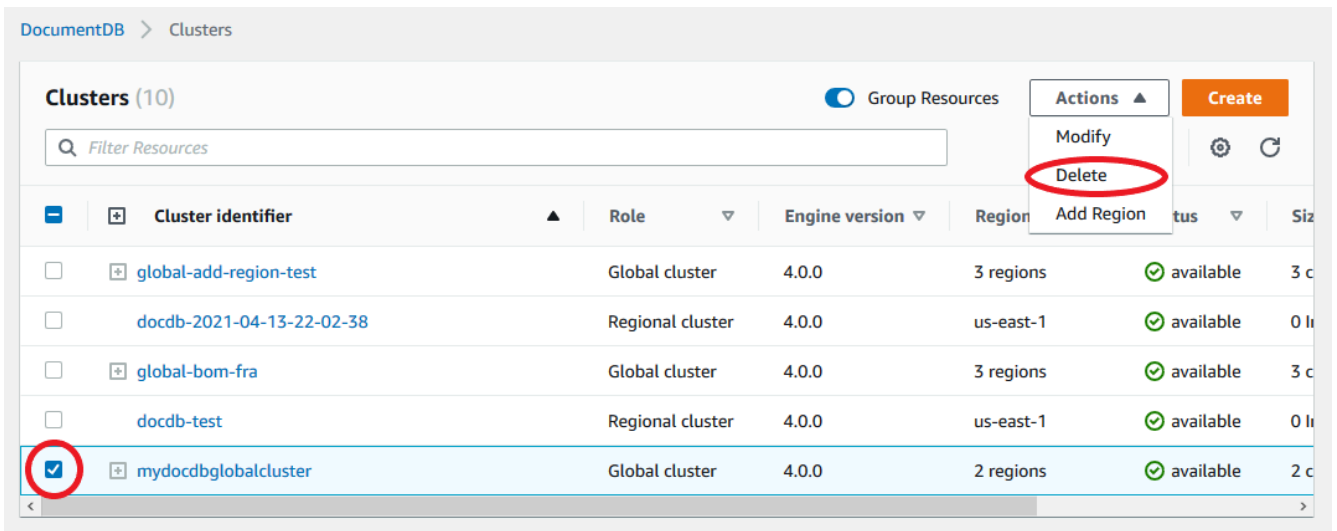 DocumentDB > Clusters
Clusters (10)
Group Resources
Actions
Create
Filter Resources
Modify
Delete
Add Region
Cluster identifier Role Engine version Region tus Siz
global-add-region-test Global cluster 4.0.0 3 regions available 3 c
docdb-2021-04-13-22-02-38 Regional cluster 4.0.0 us-east-1 available 0 I
global-bom-fra Global cluster 4.0.0 3 regions available 3 c
docdb-test Regional cluster 4.0.0 us-east-1 available 0 I
mydocdbglobalcluster Global cluster 4.0.0 2 regions available 2 c